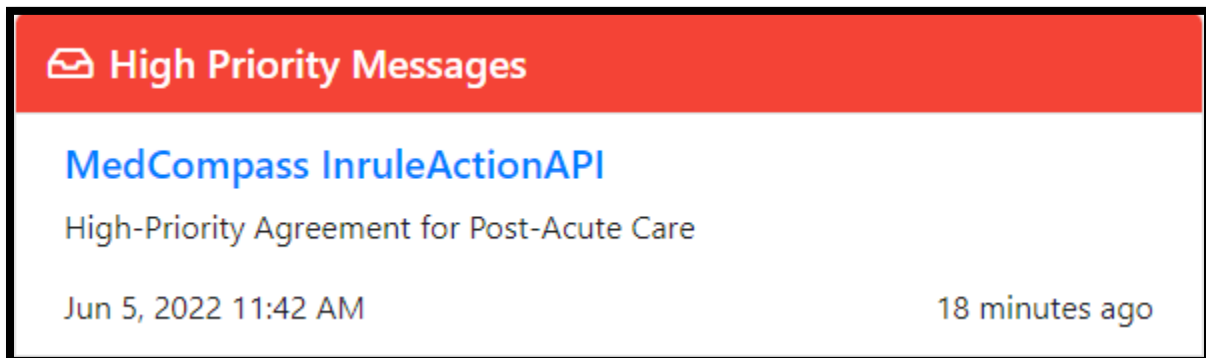 High Priority Messages
MedCompass InruleActionAPI
High-Priority Agreement for Post-Acute Care
Jun 5, 2022 11:42 AM 18 minutes ago